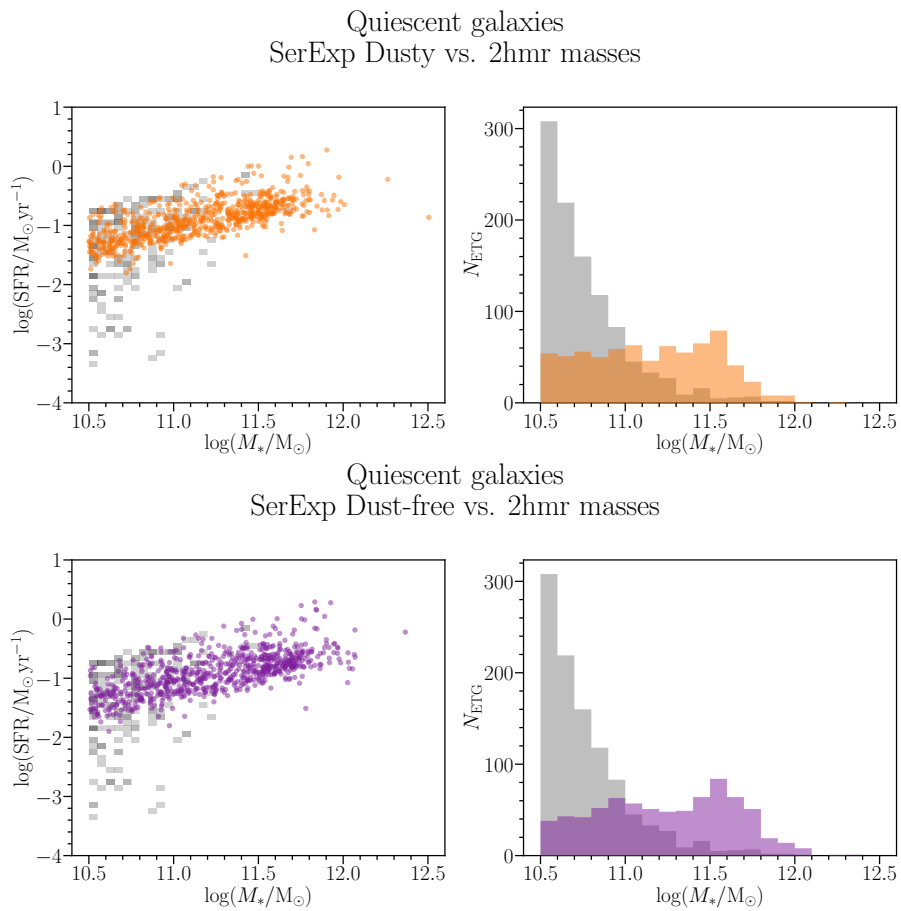 Quiescent galaxies
SerExp Dusty vs. 2hmr masses
1
0
−1
−2
−3
−4
log(SFR/M☉ yr⁻¹)
10.5 11.0 11.5 12.0 12.5
log(M*/M☉)
300
200
100
0
N_ETG
10.5 11.0 11.5 12.0 12.5
log(M*/M☉)
Quiescent galaxies
SerExp Dust-free vs. 2hmr masses
1
0
−1
−2
−3
−4
log(SFR/M☉ yr⁻¹)
10.5 11.0 11.5 12.0 12.5
log(M*/M☉)
300
200
100
0
N_ETG
10.5 11.0 11.5 12.0 12.5
log(M*/M☉)